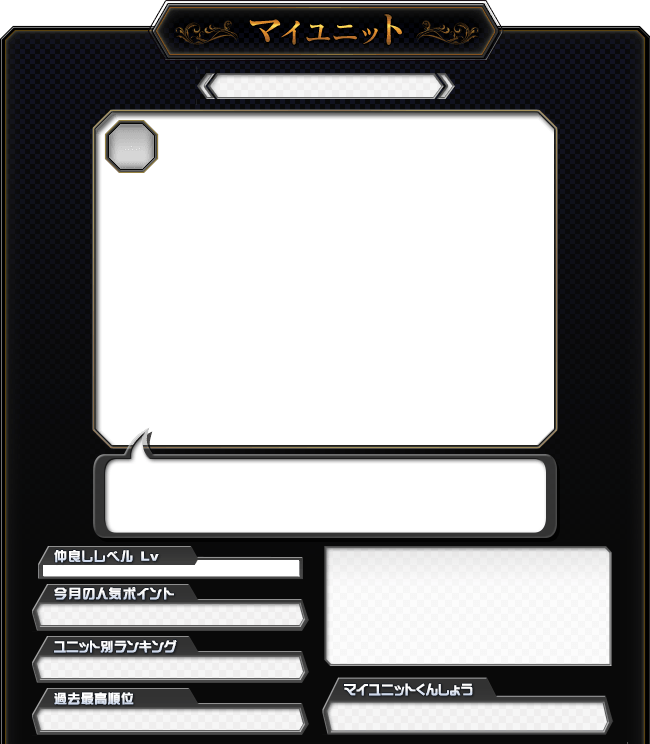 マイユニット
仲良しレベル Lv
今月の人気ポイント
ユニット別ランキング
過去最高順位
マイユニットくんしょう